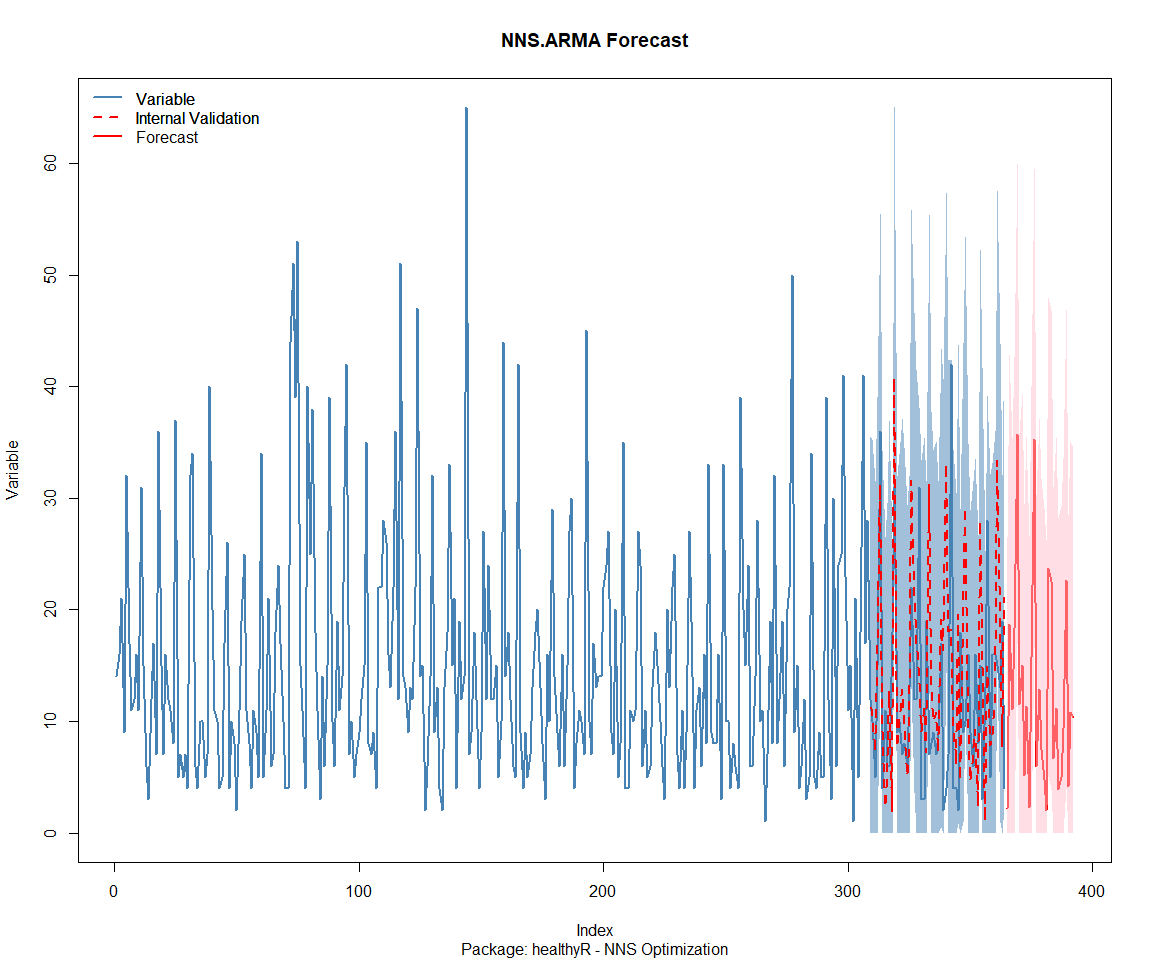 NNS.ARMA Forecast
Variable
Internal Validation
Forecast
Variable
60
50
40
30
20
10
0
0 100 200 300 400
Index
Package: healthyR - NNS Optimization